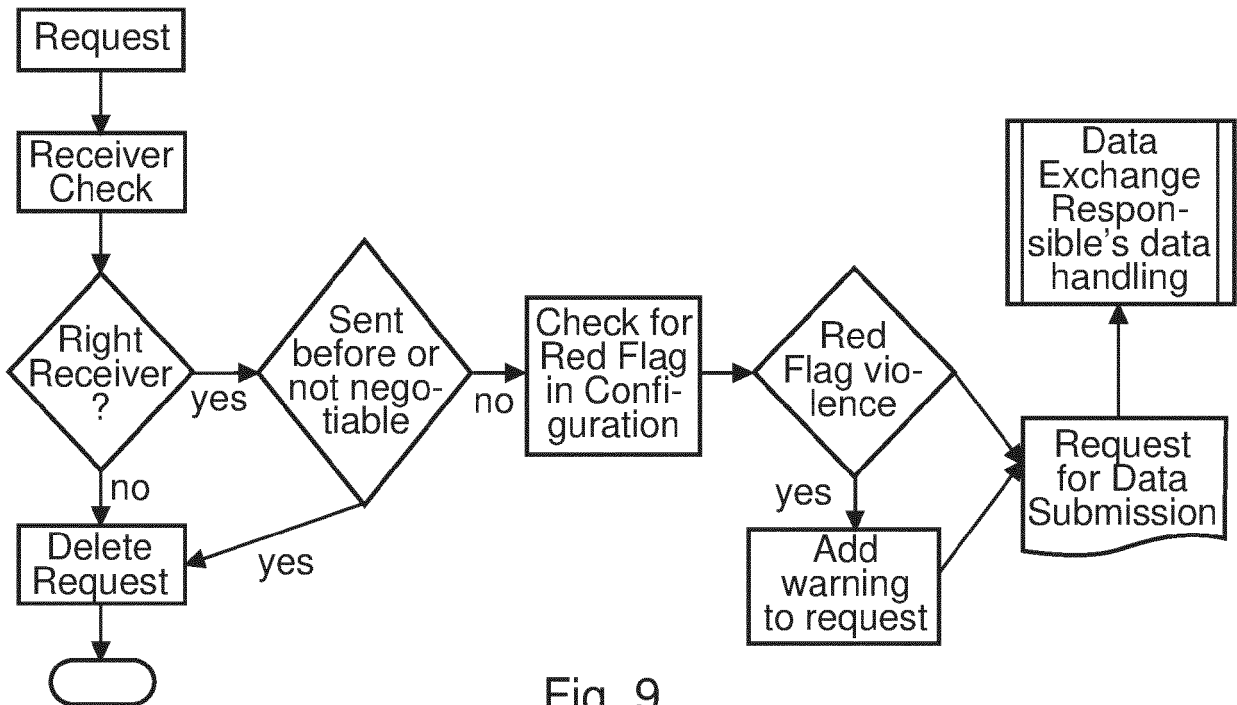 Request
Receiver
Check
Right
Receiver
?
yes
no
Delete
Request
Sent
before or
not nego-
tiable
no
yes
Check for
Red Flag
in Confi-
guration
Red
Flag vio-
lence
yes
Add
warning
to request
Request
for Data
Submission
Data
Exchange
Respon-
sible's data
handling
Fig. 9